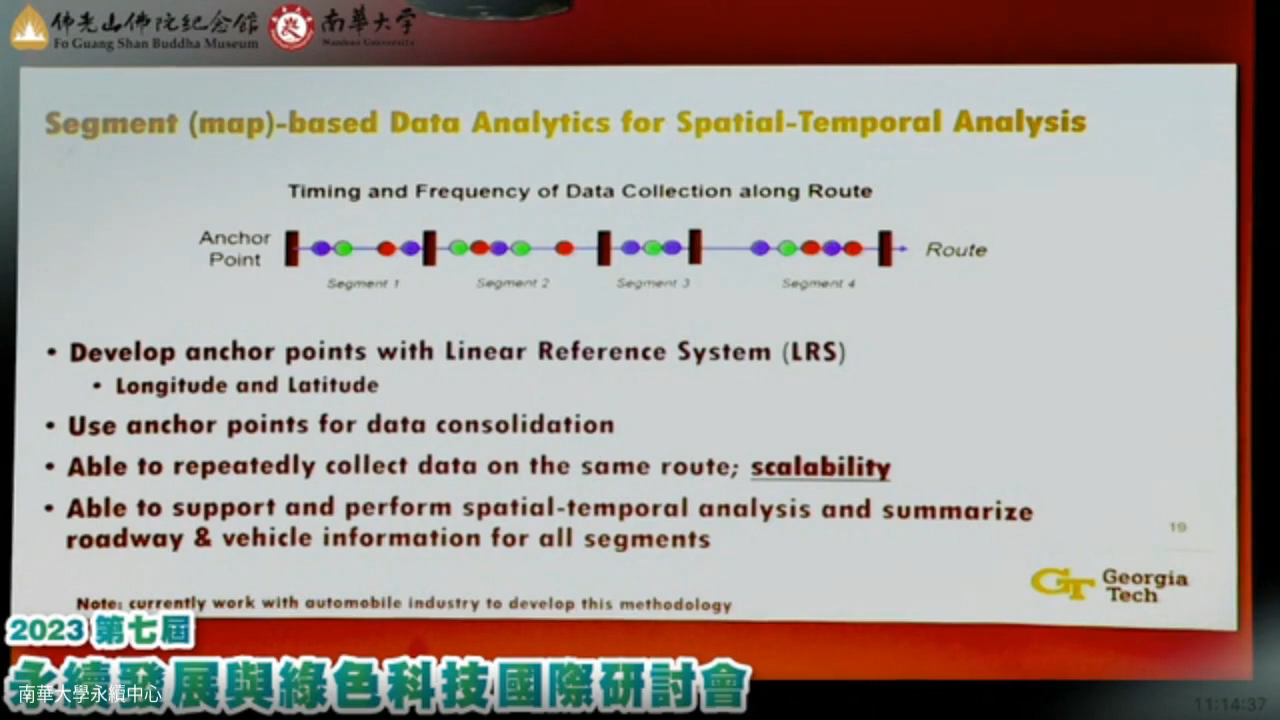 佛光山佛陀紀念館
Fo Guang Shan Buddha Museum
南華大學
Nanhua University
Segment (map)-based Data Analytics for Spatial-Temporal Analysis
Timing and Frequency of Data Collection along Route
Anchor
Point
Route
Segment 1
Segment 2
Segment 3
Segment 4
• Develop anchor points with Linear Reference System (LRS)
• Longitude and Latitude
• Use anchor points for data consolidation
• Able to repeatedly collect data on the same route; scalability
• Able to support and perform spatial-temporal analysis and summarize
roadway & vehicle information for all segments
19
GT Georgia
Tech
Note: currently work with automobile industry to develop this methodology
2023 第七屆
永續發展與綠色科技國際研討會
南華大學永續中心
11:14:37